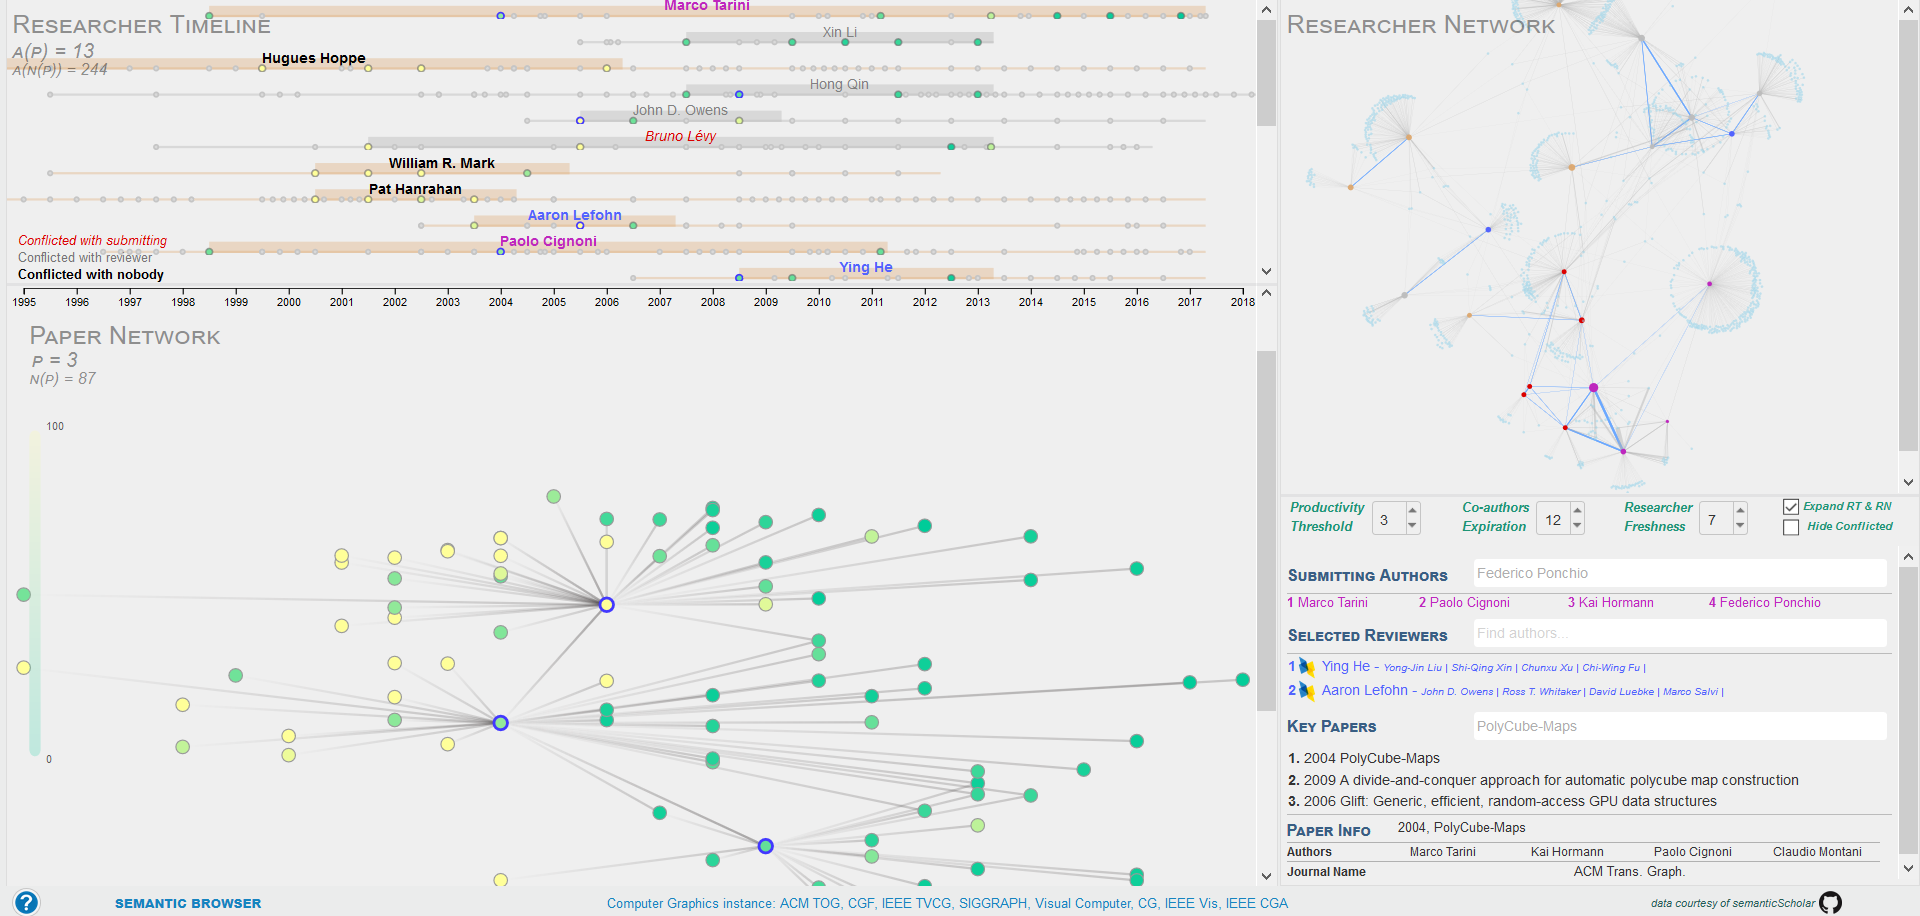 Marco Tarini
Researcher Timeline
A(P) = 13
A(N(P)) = 244
Xin Li
Hugues Hoppe
Hong Qin
John D. Owens
Bruno Lévy
William R. Mark
Pat Hanrahan
Aaron Lefohn
Paolo Cignoni
Ying He
Conflicted with submitting
Conflicted with reviewer
Conflicted with nobody
1995 1996 1997 1998 1999 2000 2001 2002 2003 2004 2005 2006 2007 2008 2009 2010 2011 2012 2013 2014 2015 2016 2017 2018
Paper Network
P = 3
N(P) = 87
100
0
Researcher Network
Productivity Threshold 3
Co-authors Expiration 12
Researcher Freshness 7
Expand RT & RN
Hide Conflicted
Submitting Authors Federico Ponchio
1 Marco Tarini 2 Paolo Cignoni 3 Kai Hormann 4 Federico Ponchio
Selected Reviewers Find authors...
1 Ying He - Yong-Jin Liu | Shi-Qing Xin | Chunxu Xu | Chi-Wing Fu |
2 Aaron Lefohn - John D. Owens | Ross T. Whitaker | David Luebke | Marco Salvi |
Key Papers PolyCube-Maps
1. 2004 PolyCube-Maps
2. 2009 A divide-and-conquer approach for automatic polycube map construction
3. 2006 Glift: Generic, efficient, random-access GPU data structures
Paper Info 2004, PolyCube-Maps
Authors Marco Tarini Kai Hormann Paolo Cignoni Claudio Montani
Journal Name ACM Trans. Graph.
? SEMANTIC BROWSER
Computer Graphics instance: ACM TOG, CGF, IEEE TVCG, SIGGRAPH, Visual Computer, CG, IEEE Vis, IEEE CGA
data courtesy of semanticScholar